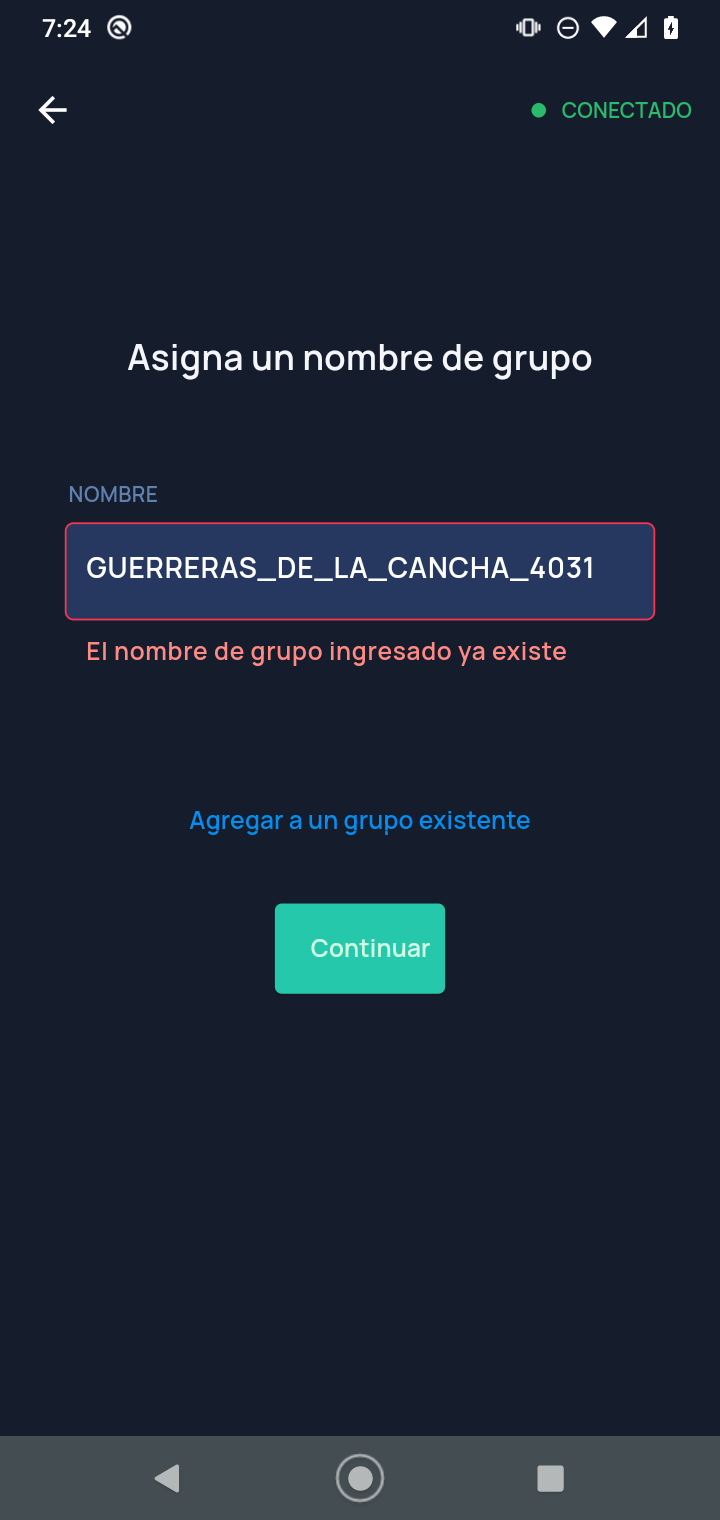 7:24
CONECTADO
Asigna un nombre de grupo
NOMBRE
GUERRERAS_DE_LA_CANCHA_4031
El nombre de grupo ingresado ya existe
Agregar a un grupo existente
Continuar